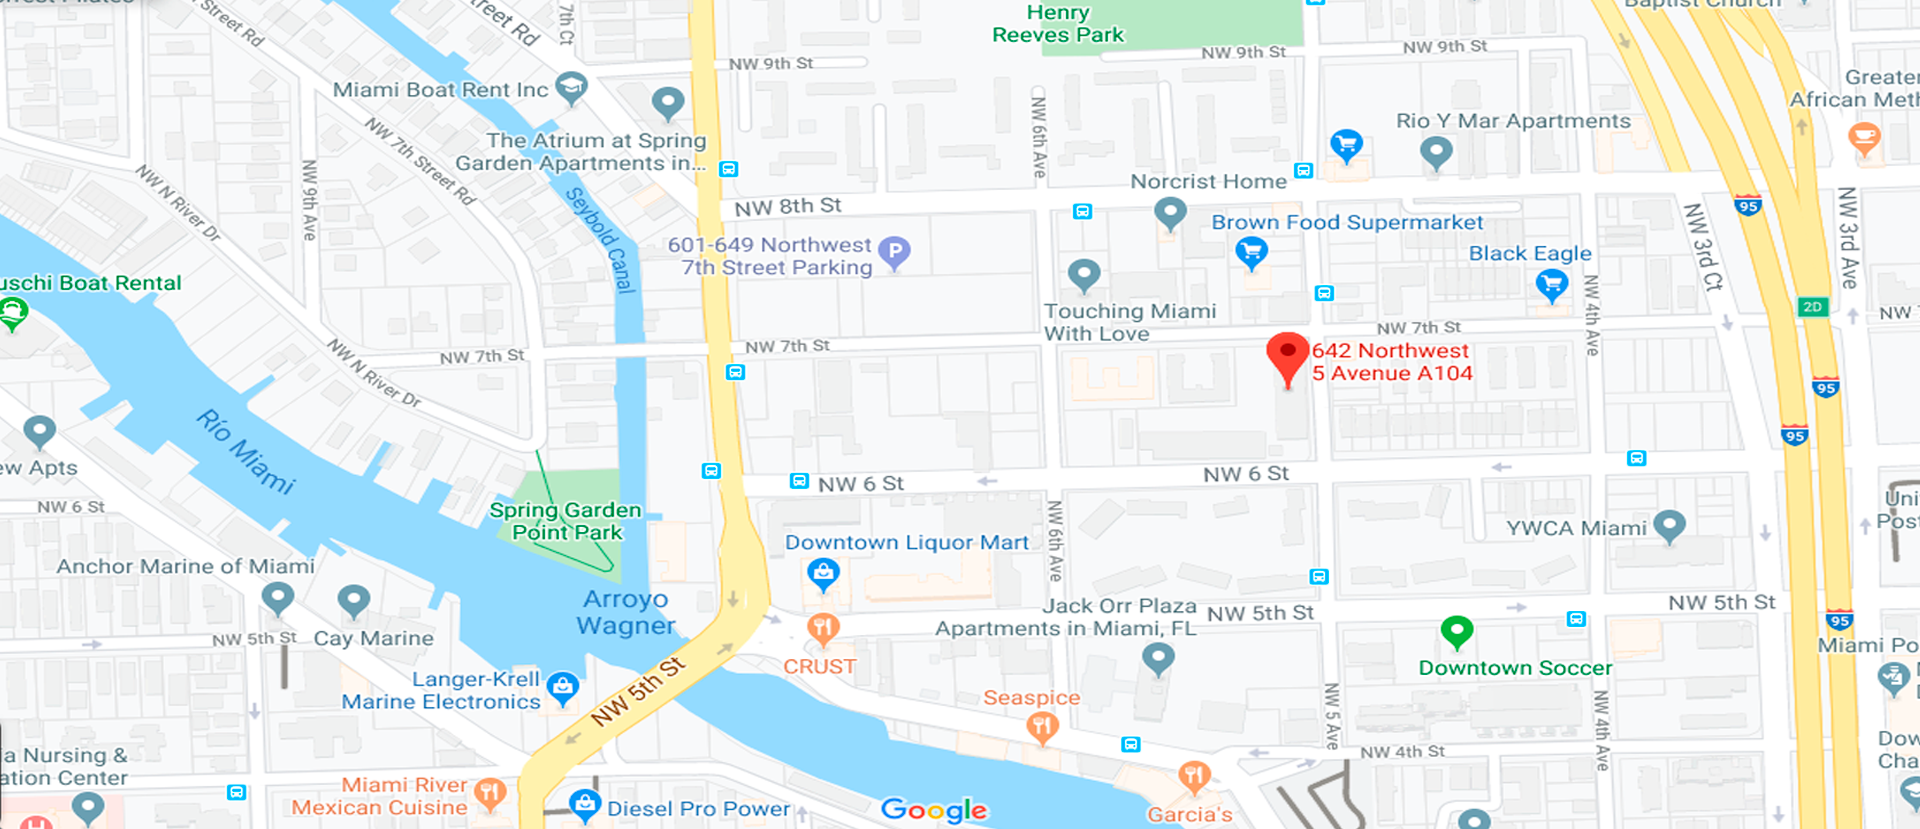 Street Rd
Street Rd
7th Ct
Henry
Reeves Park
Baptist Church
NW 9th St
NW 9th St
NW 9th St
Miami Boat Rent Inc
Greater
African Meth
NW 7th Street Rd
The Atrium at Spring
Garden Apartments in...
NW 6th Ave
Rio Y Mar Apartments
NW N River Dr
NW 9th Ave
Seybold Canal
NW 8th St
Norcrist Home
95
NW 3rd Ct
NW 3rd Ave
601-649 Northwest
7th Street Parking
P
Brown Food Supermarket
Black Eagle
uschi Boat Rental
Touching Miami
With Love
NW 4th Ave
2D
NW 7
NW 7th St
NW 7th St
NW 7th St
NW N River Dr
642 Northwest
5 Avenue A104
95
95
Río Miami
ew Apts
NW 6 St
NW 6 St
NW 6 St
Spring Garden
Point Park
NW 6th Ave
YWCA Miami
Uni
Post
Downtown Liquor Mart
Anchor Marine of Miami
Arroyo
Wagner
Jack Orr Plaza
Apartments in Miami, FL
NW 5th St
NW 5th St
95
Cay Marine
NW 5th St
CRUST
Downtown Soccer
Miami Po
Langer-Krell
Marine Electronics
NW 5th St
Seaspice
NW 5 Ave
NW 4th Ave
NW 4th St
Dow
Cha
a Nursing &
ation Center
Miami River
Mexican Cuisine
Diesel Pro Power
Google
Garcia's
H